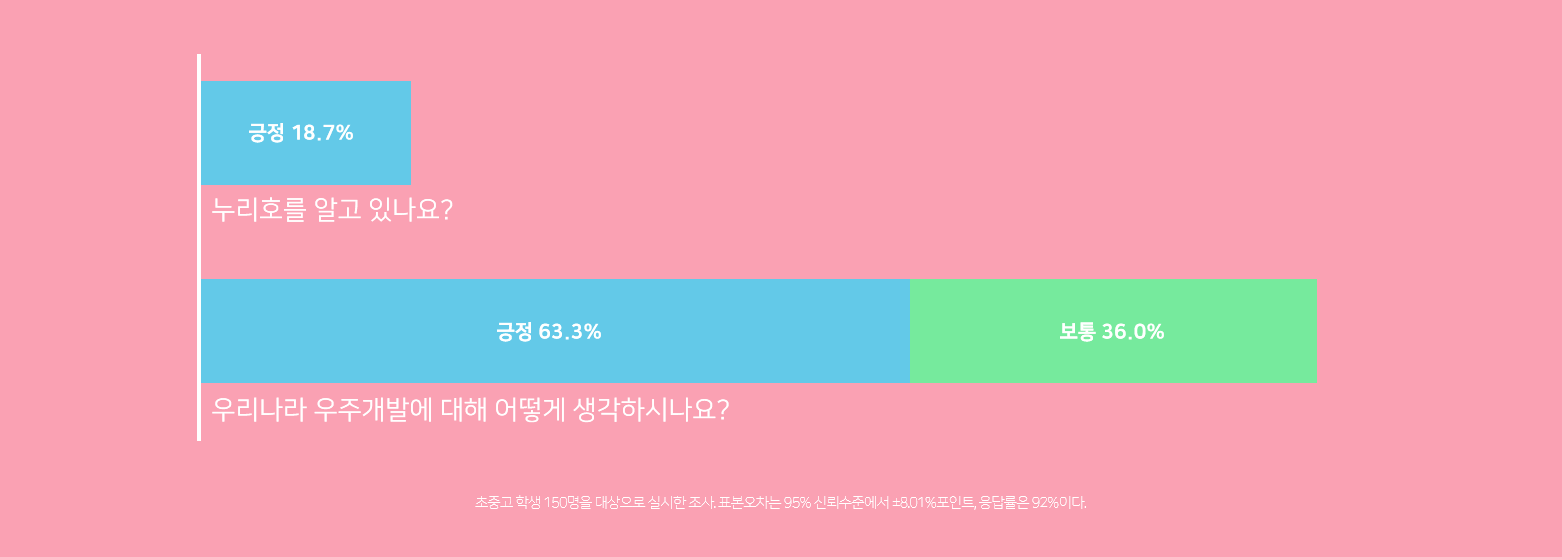 긍정 18.7%
누리호를 알고 있나요?
긍정 63.3%
보통 36.0%
우리나라 우주개발에 대해 어떻게 생각하시나요?
초중고 학생 150명을 대상으로 실시한 조사. 표본오차는 95% 신뢰수준에서 ±8.01%포인트, 응답률은 92%이다.